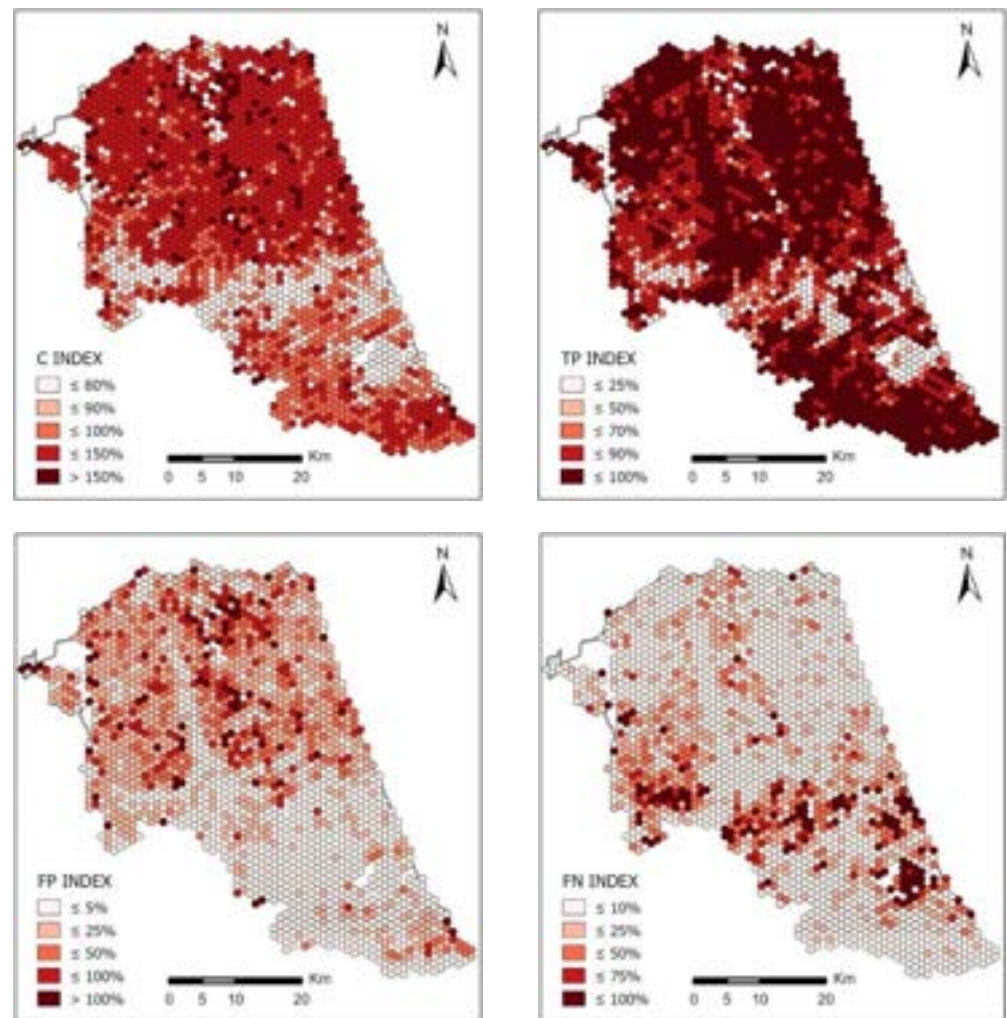 N
C INDEX
≤ 80%
≤ 90%
≤ 100%
≤ 150%
> 150%
Km
0 5 10 20
N
TP INDEX
≤ 25%
≤ 50%
≤ 70%
≤ 90%
≤ 100%
Km
0 5 10 20
N
FP INDEX
≤ 5%
≤ 25%
≤ 50%
≤ 100%
> 100%
Km
0 5 10 20
N
FN INDEX
≤ 10%
≤ 25%
≤ 50%
≤ 75%
≤ 100%
Km
0 5 10 20